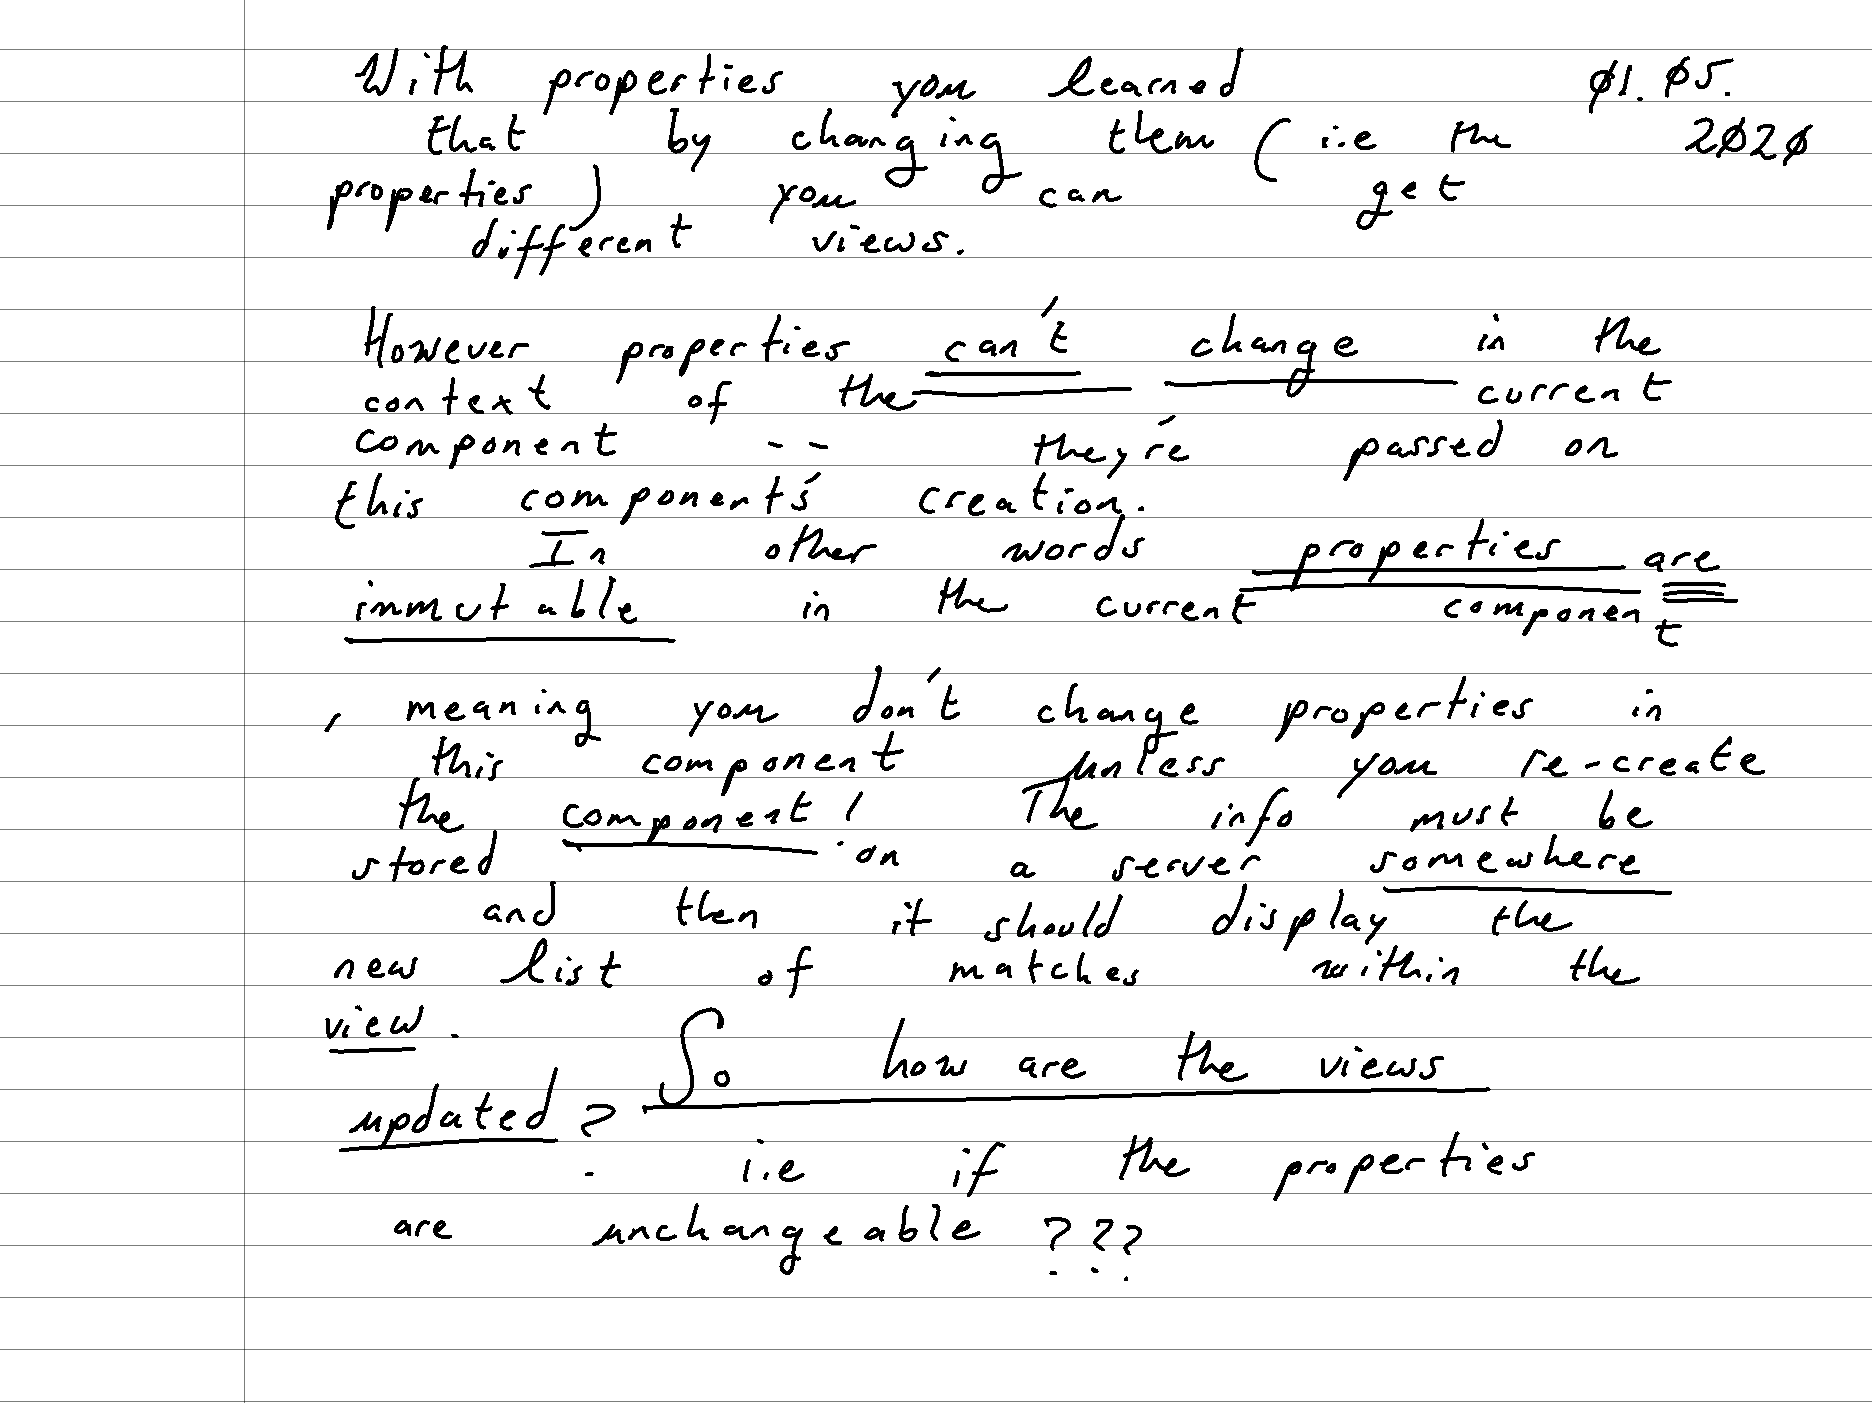 With properties you learned 01.05.
that by changing them (i.e the 2020
properties) you can get
different views.
However properties can't change in the
context of the current
component -- they're passed on
this component's creation.
In other words properties are
immutable in the current component
, meaning you don't change properties in
this component unless you re-create
the component! The info must be
stored on a server somewhere
and then it should display the
new list of matches within the
view.
So how are the views
updated?
i.e if the properties
are unchangeable ???